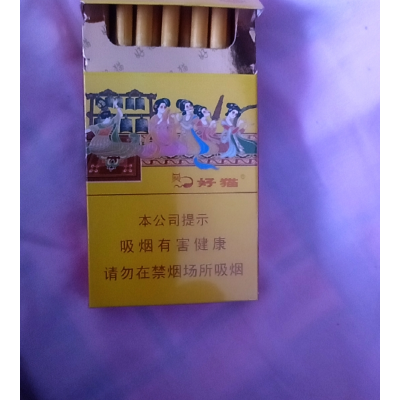 好猫
本公司提示
吸烟有害健康
请勿在禁烟场所吸烟